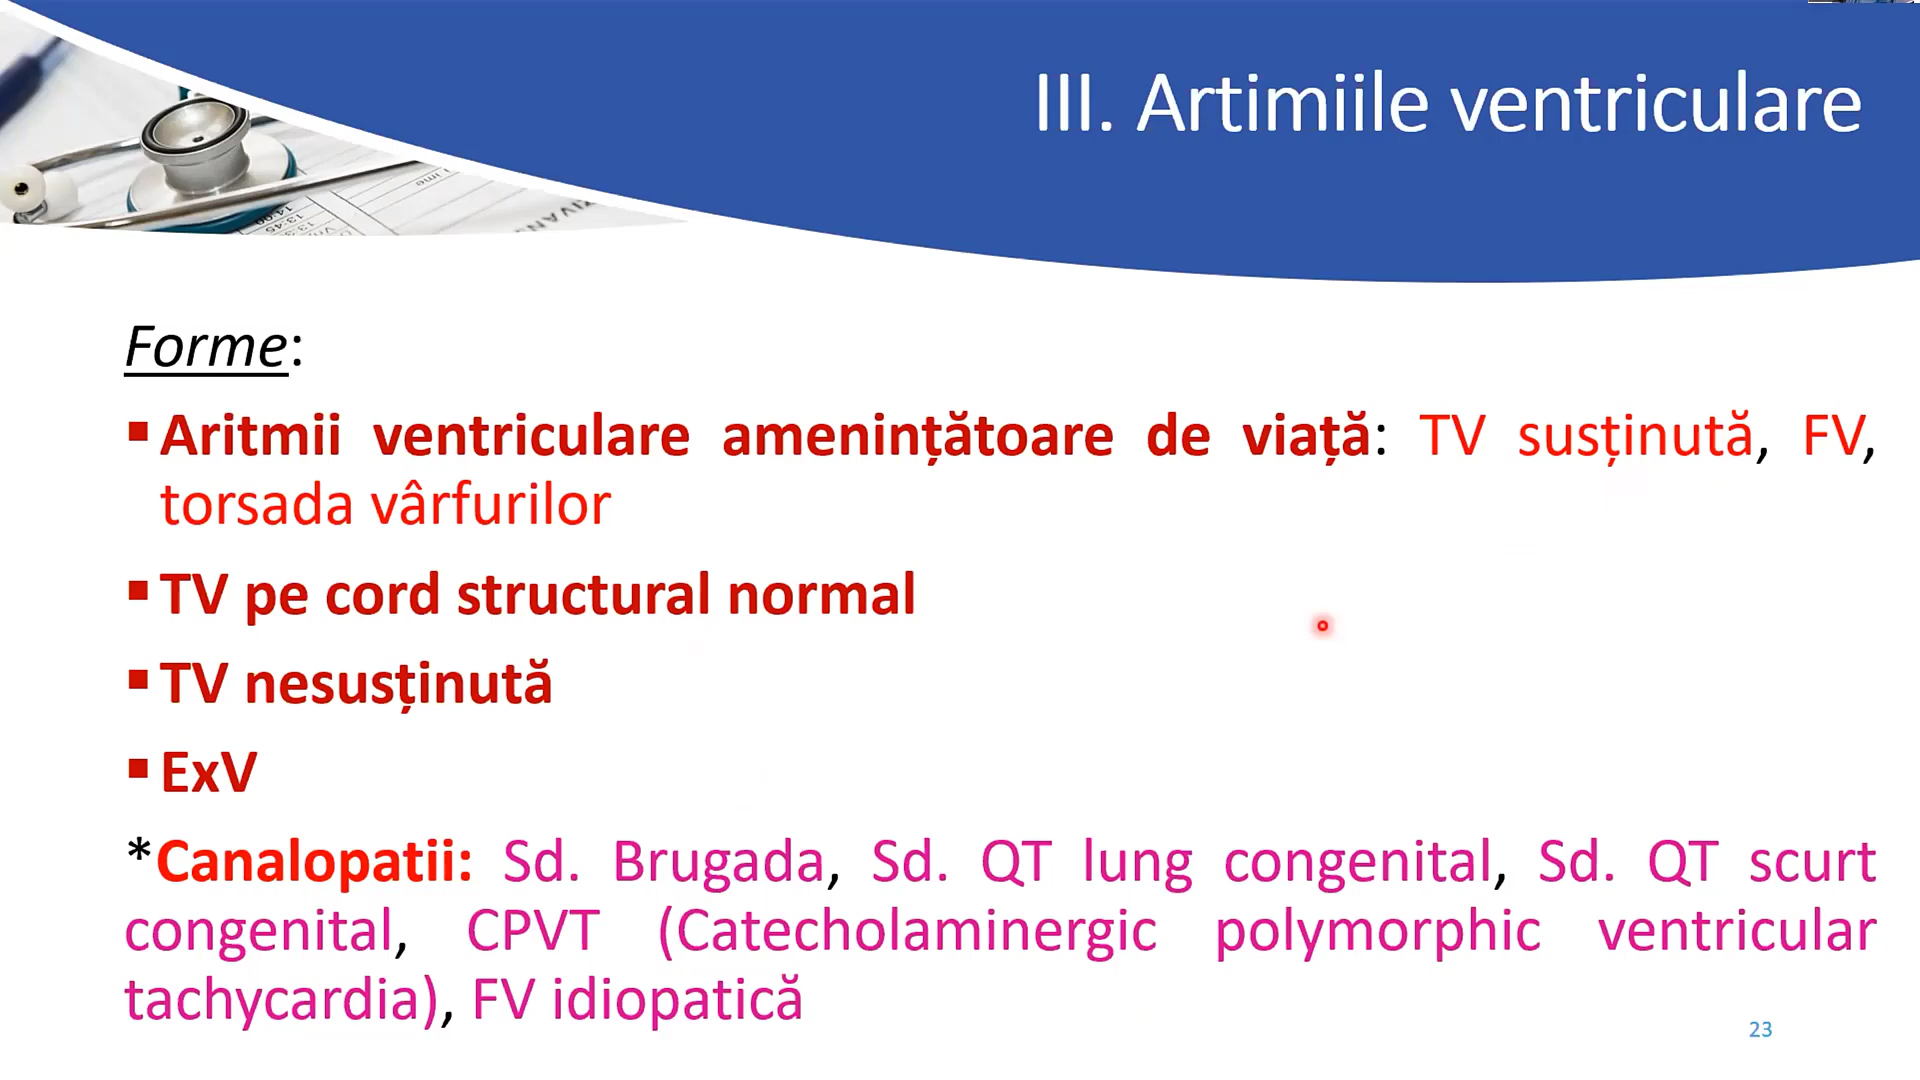 III. Artimiile ventriculare
Forme:
▪Aritmii ventriculare amenințătoare de viață: TV susținută, FV,
torsada vârfurilor
▪TV pe cord structural normal
▪TV nesusținută
▪ExV
*Canalopatii: Sd. Brugada, Sd. QT lung congenital, Sd. QT scurt
congenital, CPVT (Catecholaminergic polymorphic ventricular
tachycardia), FV idiopatică
23